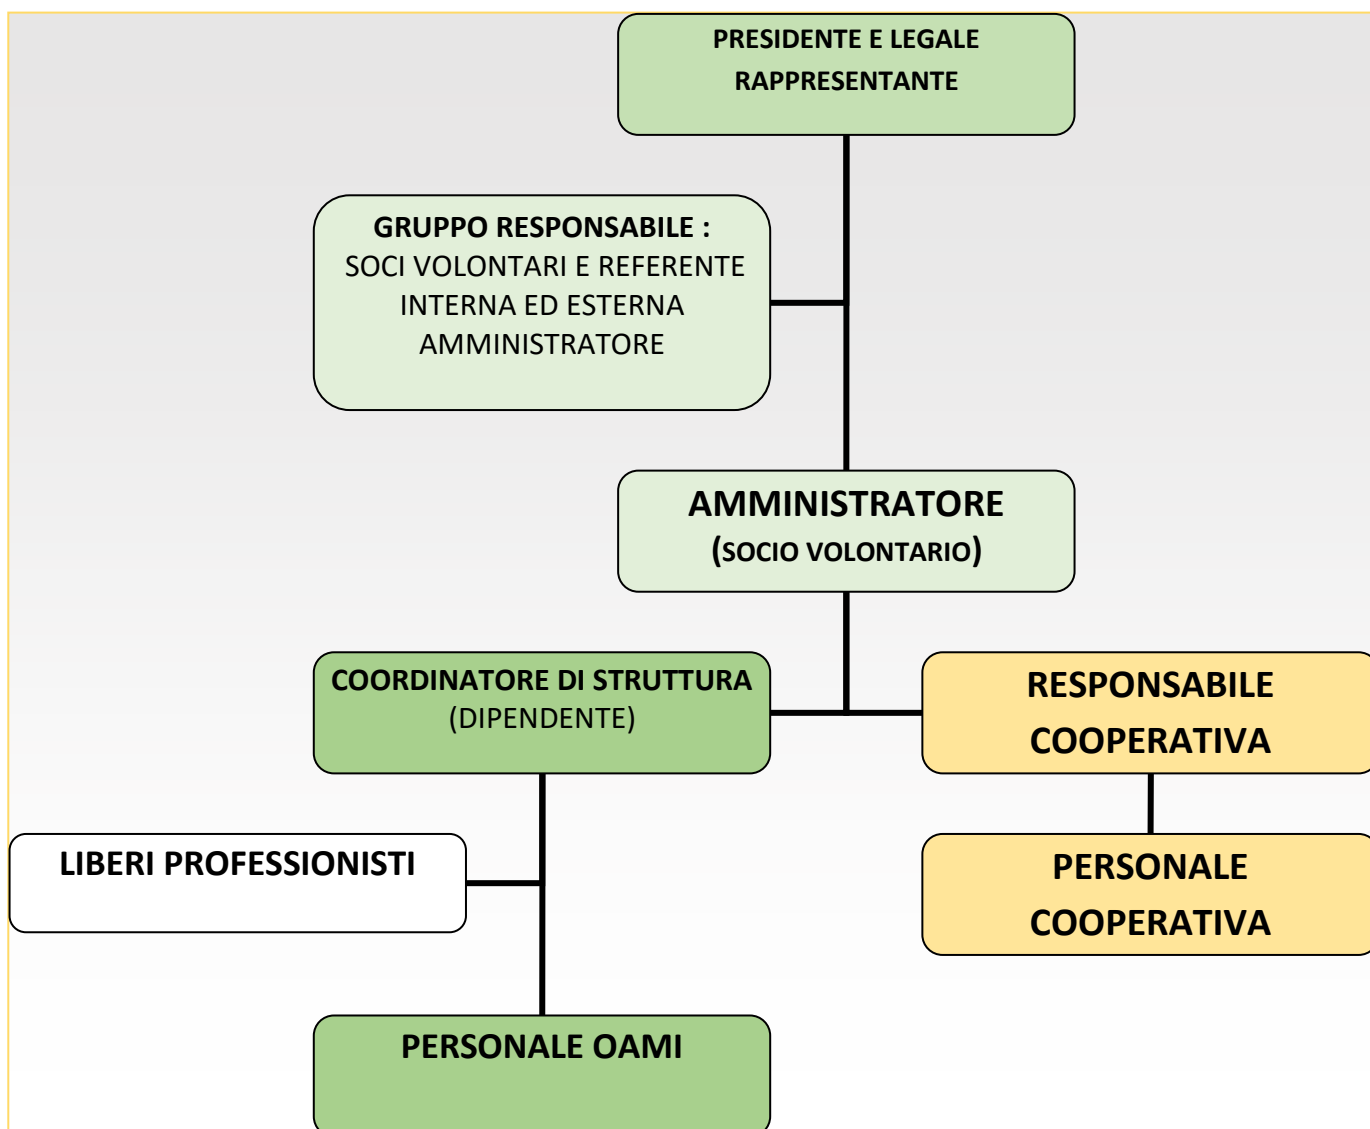 PRESIDENTE E LEGALE
RAPPRESENTANTE
GRUPPO RESPONSABILE :
SOCI VOLONTARI E REFERENTE
INTERNA ED ESTERNA
AMMINISTRATORE
AMMINISTRATORE
(SOCIO VOLONTARIO)
COORDINATORE DI STRUTTURA
(DIPENDENTE)
RESPONSABILE
COOPERATIVA
LIBERI PROFESSIONISTI
PERSONALE
COOPERATIVA
PERSONALE OAMI